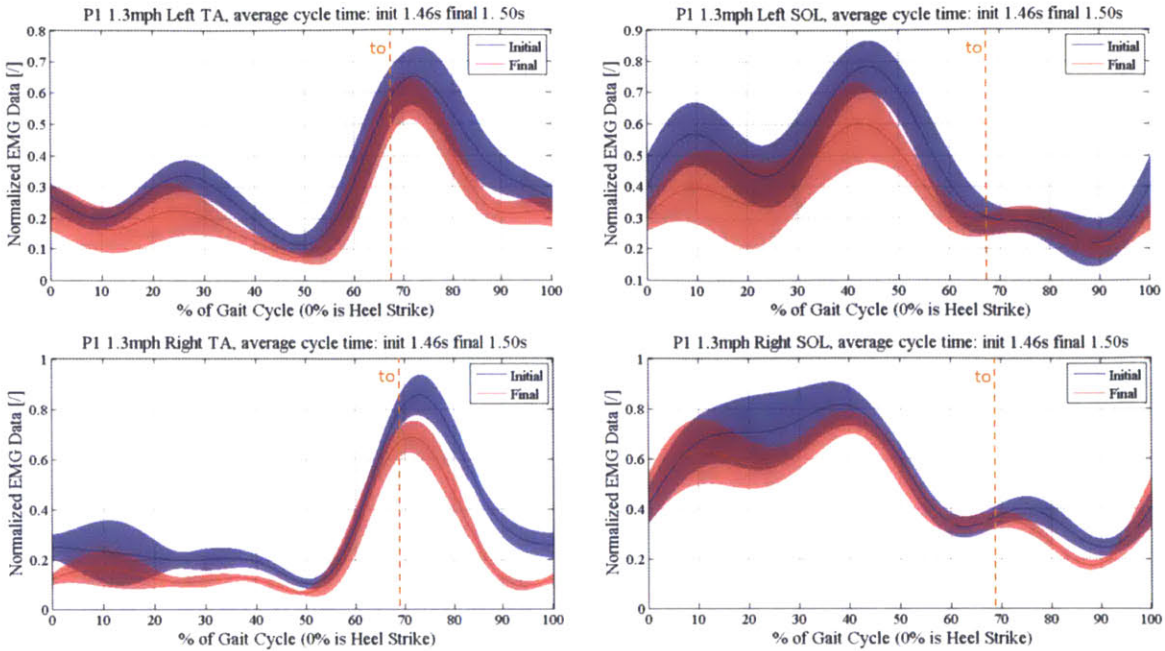 P1 1.3mph Left TA, average cycle time: init 1.46s final 1. 50s
0.8
0.7
0.6
0.5
0.4
0.3
0.2
0.1
0
Normalized EMG Data [/]
to
Initial
Final
0 10 20 30 40 50 60 70 80 90 100
% of Gait Cycle (0% is Heel Strike)
P1 1.3mph Left SOL, average cycle time: init 1.46s final 1.50s
0.9
0.8
0.7
0.6
0.5
0.4
0.3
0.2
0.1
Normalized EMG Data [/]
to
Initial
Final
0 10 20 30 40 50 60 70 80 90 100
% of Gait Cycle (0% is Heel Strike)
P1 1.3mph Right TA, average cycle time: init 1.46s final 1.50s
1
0.8
0.6
0.4
0.2
0
Normalized EMG Data [/]
to
Initial
Final
0 10 20 30 40 50 60 70 80 90 100
% of Gait Cycle (0% is Heel Strike)
P1 1.3mph Right SOL, average cycle time: init 1.46s final 1.50s
1
0.8
0.6
0.4
0.2
0
Normalized EMG Data [/]
to
Initial
Final
0 10 20 30 40 50 60 70 80 90 100
% of Gait Cycle (0% is Heel Strike)